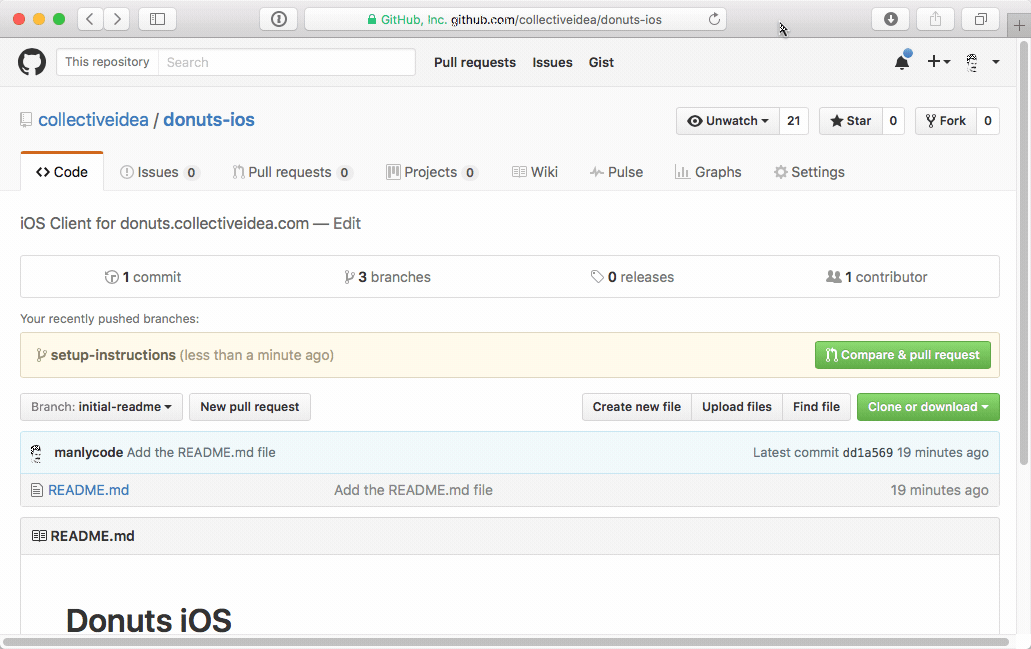 GitHub, Inc. github.com/collectiveidea/donuts-ios
This repository Search Pull requests Issues Gist
collectiveidea / donuts-ios Unwatch 21 Star 0 Fork 0
Code Issues 0 Pull requests 0 Projects 0 Wiki Pulse Graphs Settings
iOS Client for donuts.collectiveidea.com — Edit
1 commit 3 branches 0 releases 1 contributor
Your recently pushed branches:
setup-instructions (less than a minute ago) Compare & pull request
Branch: initial-readme New pull request Create new file Upload files Find file Clone or download
manlycode Add the README.md file Latest commit dd1a569 19 minutes ago
README.md Add the README.md file 19 minutes ago
README.md
Donuts iOS